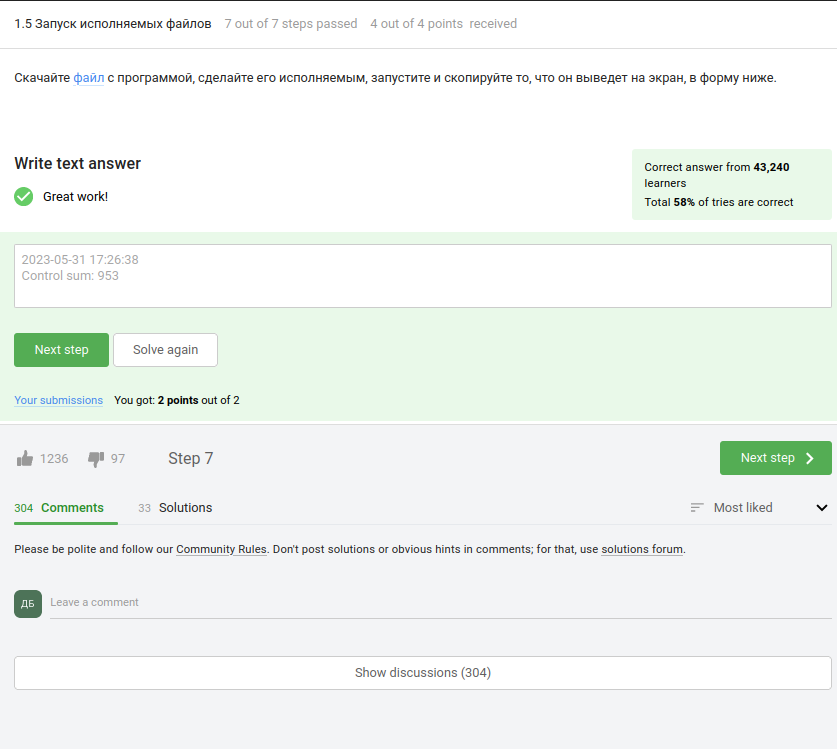 1.5 Запуск исполняемых файлов 7 out of 7 steps passed 4 out of 4 points received
Скачайте файл с программой, сделайте его исполняемым, запустите и скопируйте то, что он выведет на экран, в форму ниже.
Write text answer
Great work!
Correct answer from 43,240
learners
Total 58% of tries are correct
2023-05-31 17:26:38
Control sum: 953
Next step Solve again
Your submissions You got: 2 points out of 2
1236 97 Step 7 Next step
304 Comments 33 Solutions Most liked
Please be polite and follow our Community Rules. Don't post solutions or obvious hints in comments; for that, use solutions forum.
ДБ Leave a comment
Show discussions (304)